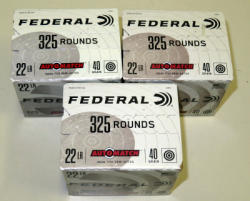 FEDERAL
325 ROUNDS
22 LR
AUTOMATCH
40 GRAIN
FEDERAL
325 ROUNDS
22 LR
AUTOMATCH
40 GRAIN
FEDERAL
325 ROUNDS
22 LR
AUTOMATCH
40 GRAIN